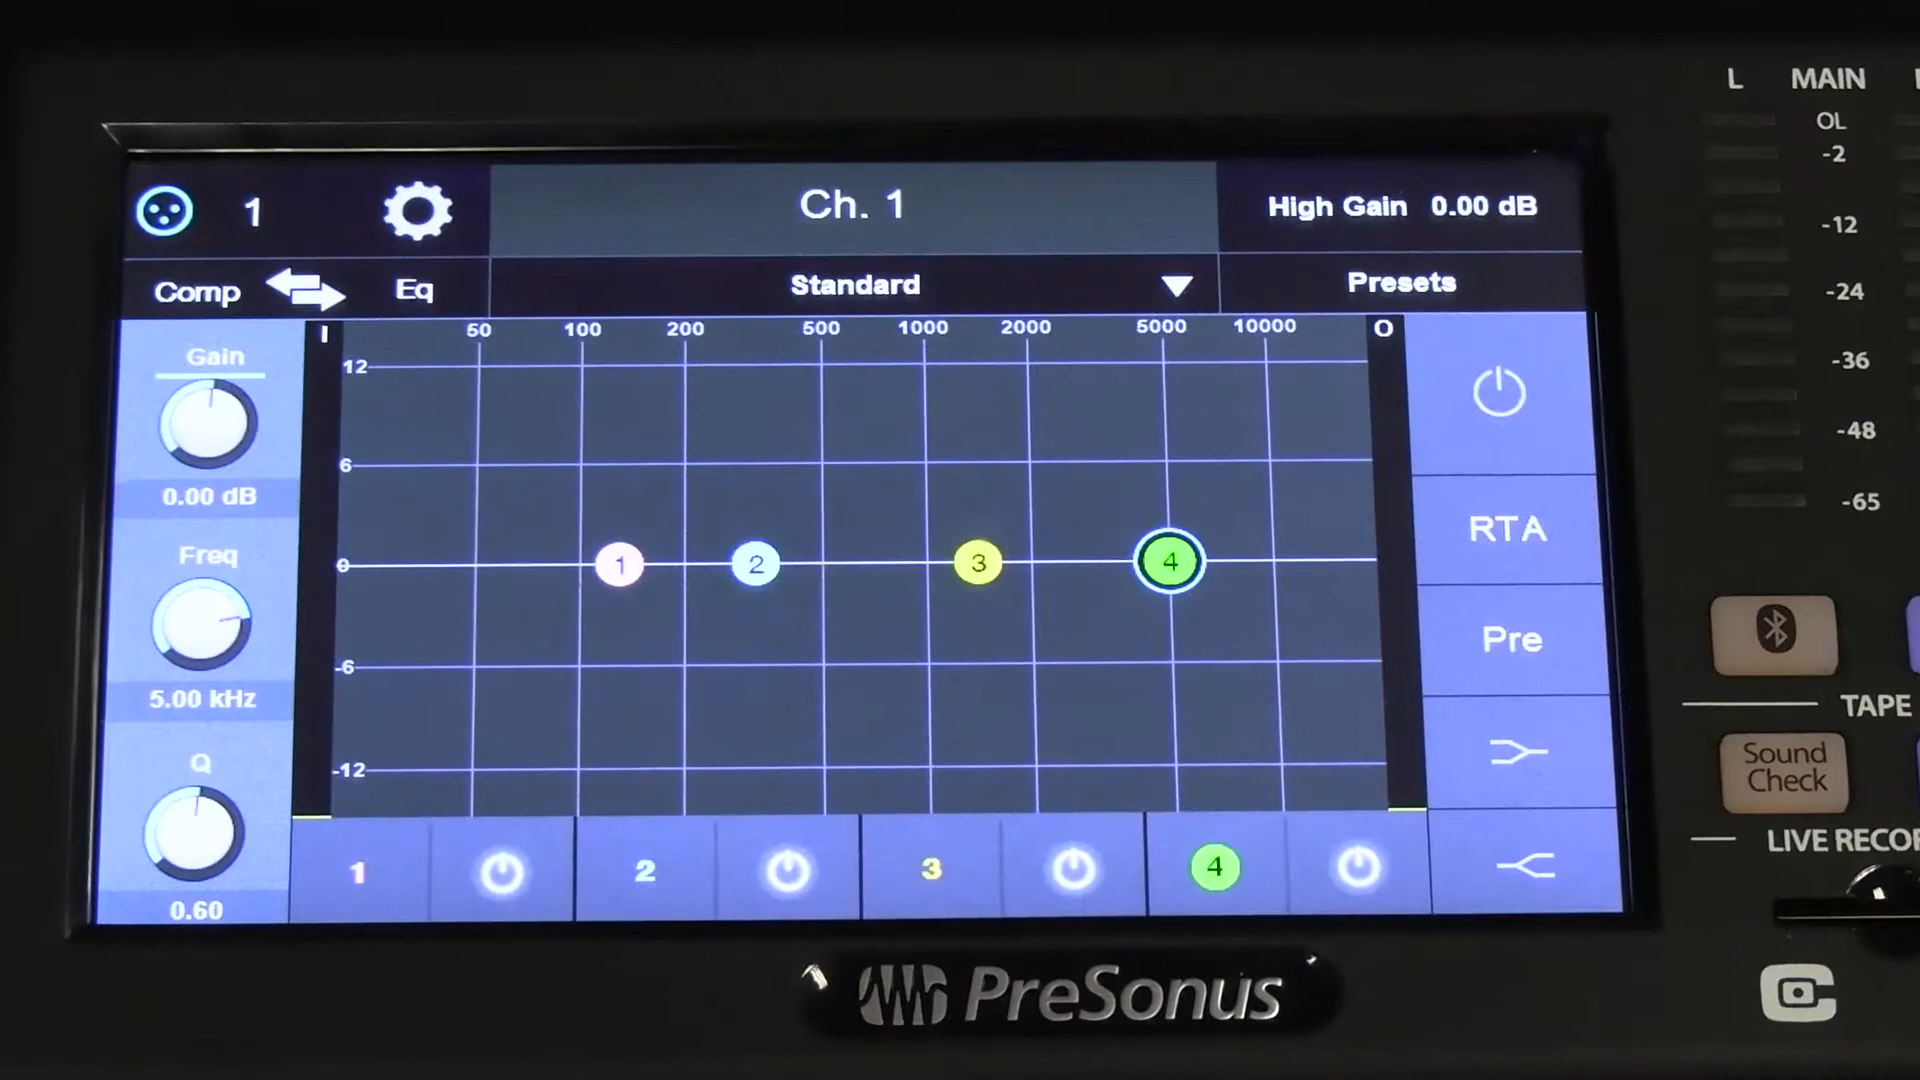 L MAIN
OL
-2
-12
-24
-36
-48
-65
1
Ch. 1
High Gain 0.00 dB
Comp
Eq
Standard
Presets
I
50 100 200 500 1000 2000 5000 10000
O
12
6
0
-6
-12
Gain
0.00 dB
Freq
5.00 kHz
Q
0.60
1 2 3 4
RTA
Pre
1 2 3 4
TAPE
Sound
Check
LIVE RECOR
PreSonus